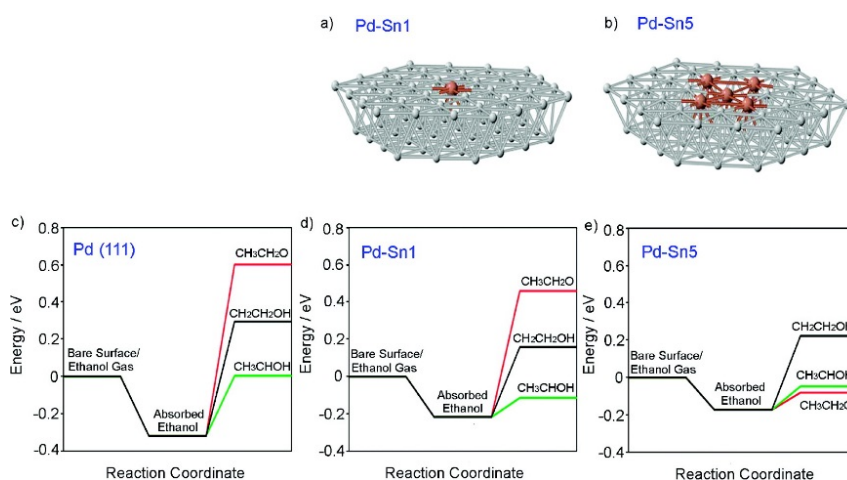 a) Pd-Sn1
b) Pd-Sn5
c)
Pd (111)
Energy / eV
0.8
0.6
0.4
0.2
0
-0.2
-0.4
Bare Surface/
Ethanol Gas
Absorbed
Ethanol
CH3CH2O
CH2CH2OH
CH3CHOH
Reaction Coordinate
d)
Pd-Sn1
Energy / eV
0.8
0.6
0.4
0.2
0
-0.2
-0.4
Bare Surface/
Ethanol Gas
Absorbed
Ethanol
CH3CH2O
CH2CH2OH
CH3CHOH
Reaction Coordinate
e)
Pd-Sn5
Energy / eV
0.8
0.6
0.4
0.2
0
-0.2
-0.4
Bare Surface/
Ethanol Gas
Absorbed
Ethanol
CH2CH2OH
CH3CHOH
CH3CH2O
Reaction Coordinate